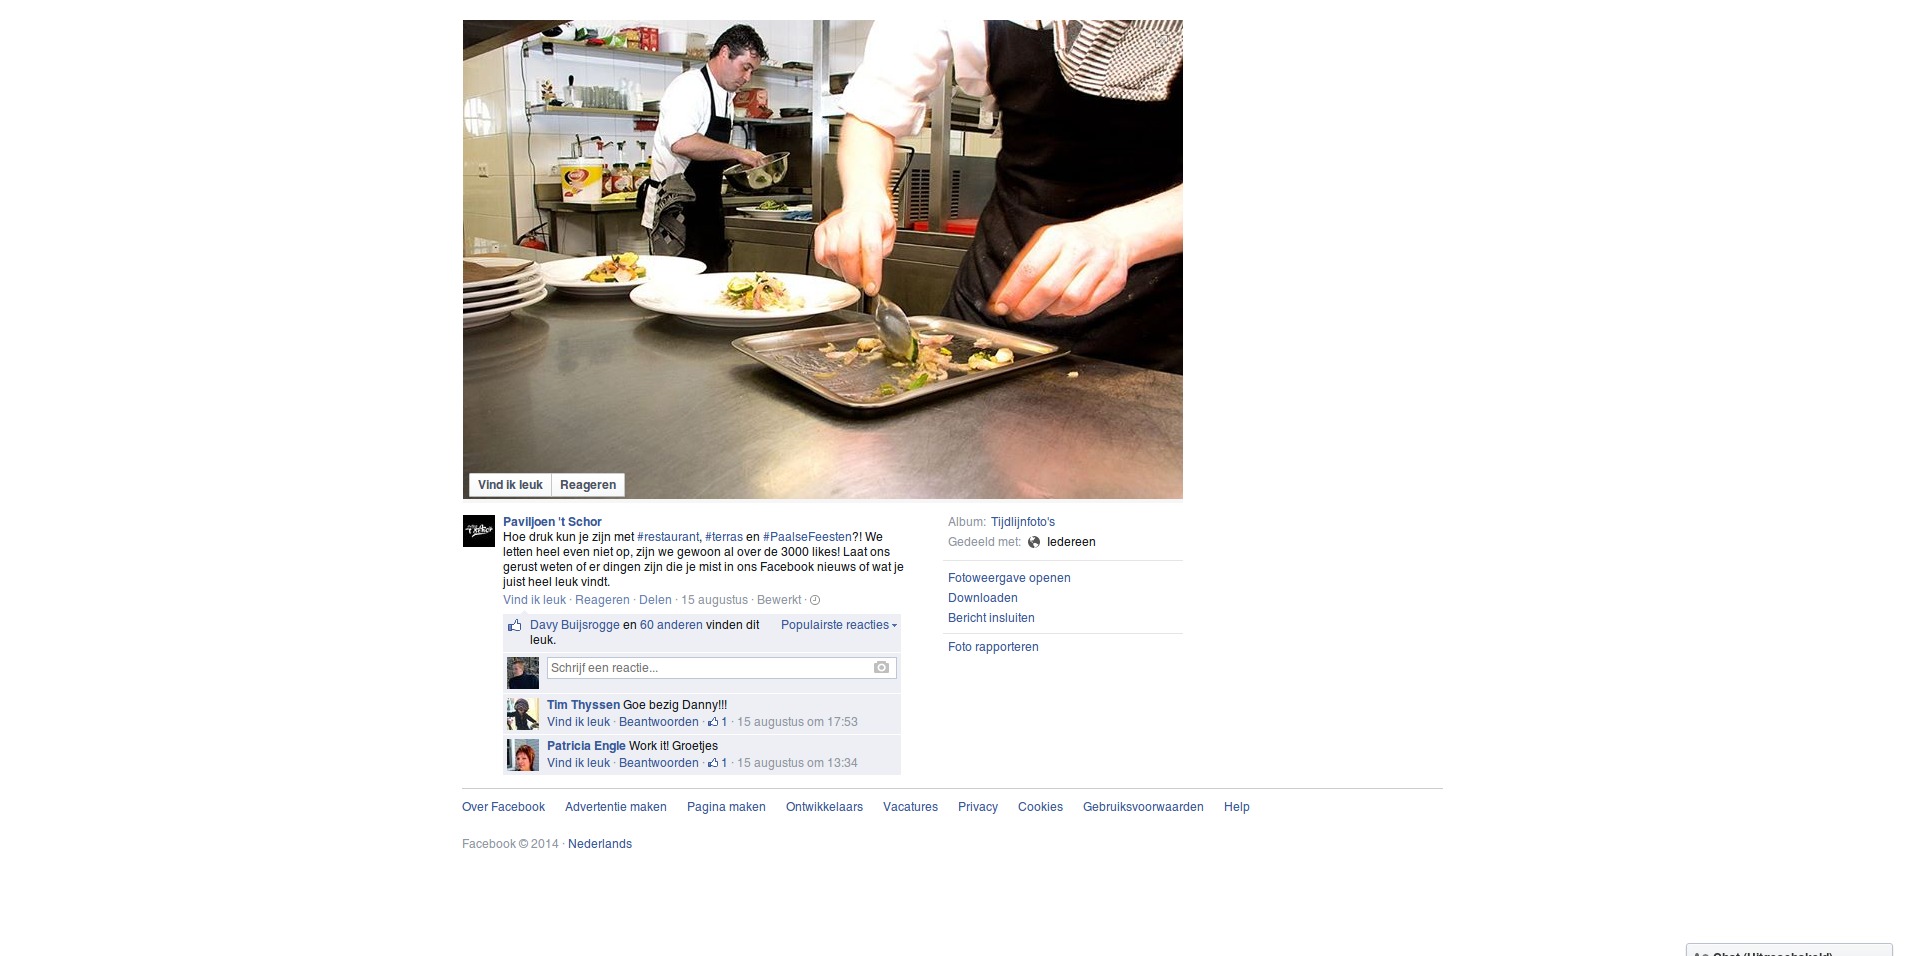 Vind ik leuk Reageren
Paviljoen 't Schor
Hoe druk kun je zijn met #restaurant, #terras en #PaalseFeesten?! We
letten heel even niet op, zijn we gewoon al over de 3000 likes! Laat ons
gerust weten of er dingen zijn die je mist in ons Facebook nieuws of wat je
juist heel leuk vindt.
Vind ik leuk · Reageren · Delen · 15 augustus · Bewerkt ·
Davy Buijsrogge en 60 anderen vinden dit
leuk.
Populairste reacties
Schrijf een reactie...
Tim Thyssen Goe bezig Danny!!!
Vind ik leuk · Beantwoorden · 1 · 15 augustus om 17:53
Patricia Engle Work it! Groetjes
Vind ik leuk · Beantwoorden · 1 · 15 augustus om 13:34
Album: Tijdlijnfoto's
Gedeeld met: Iedereen
Fotoweergave openen
Downloaden
Bericht insluiten
Foto rapporteren
Over Facebook Advertentie maken Pagina maken Ontwikkelaars Vacatures Privacy Cookies Gebruiksvoorwaarden Help
Facebook © 2014 · Nederlands
Chat (Uitgeschakeld)